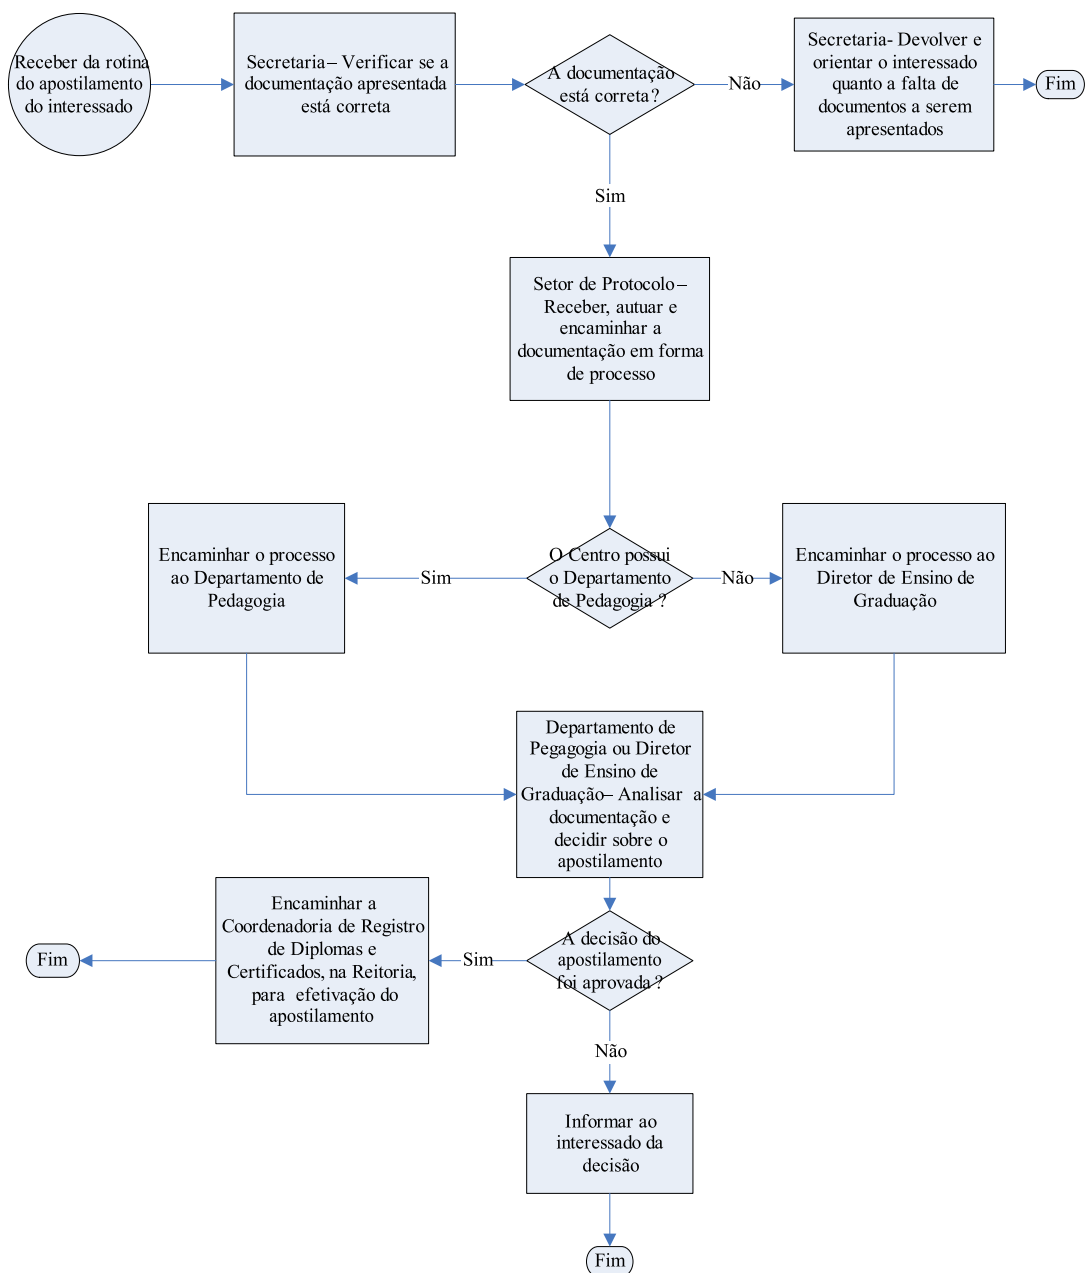 Receber da rotina
do apostilamento
do interessado
Secretaria– Verificar se a
documentação apresentada
está correta
A documentação
está correta?
Não
Secretaria- Devolver e
orientar o interessado
quanto a falta de
documentos a serem
apresentados
Fim
Sim
Setor de Protocolo–
Receber, autuar e
encaminhar a
documentação em forma
de processo
Encaminhar o processo
ao Departamento de
Pedagogia
Sim
O Centro possui
o Departamento
de Pedagogia ?
Não
Encaminhar o processo ao
Diretor de Ensino de
Graduação
Departamento de
Pegagogia ou Diretor
de Ensino de
Graduação– Analisar a
documentação e
decidir sobre o
apostilamento
Fim
Encaminhar a
Coordenadoria de Registro
de Diplomas e
Certificados, na Reitoria,
para efetivação do
apostilamento
Sim
A decisão do
apostilamento
foi aprovada ?
Não
Informar ao
interessado da
decisão
Fim